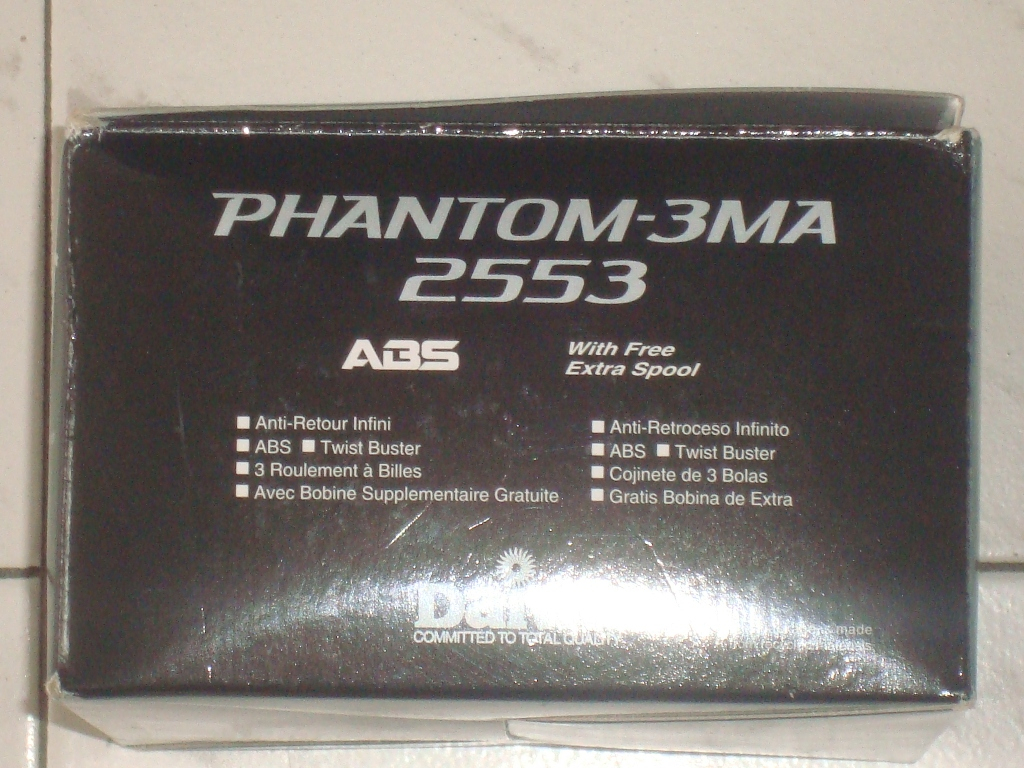 PHANTOM-3MA
2553
ABS
With Free
Extra Spool
■ Anti-Retour Infini
■ ABS ■ Twist Buster
■ 3 Roulement à Billes
■ Avec Bobine Supplementaire Gratuite
■ Anti-Retroceso Infinito
■ ABS ■ Twist Buster
■ Cojinete de 3 Bolas
■ Gratis Bobina de Extra
COMMITTED TO TOTAL QUALITY
made